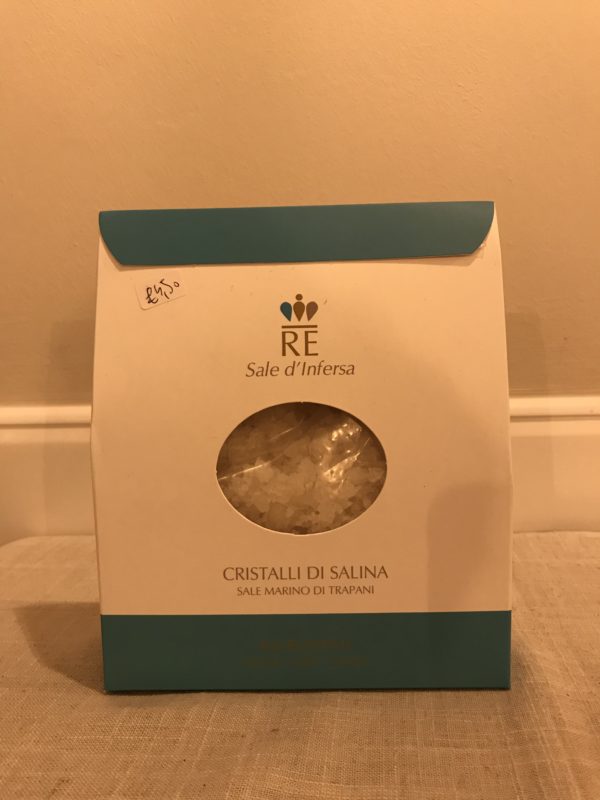 £4,50
RE
Sale d'Infersa
CRISTALLI DI SALINA
SALE MARINO DI TRAPANI